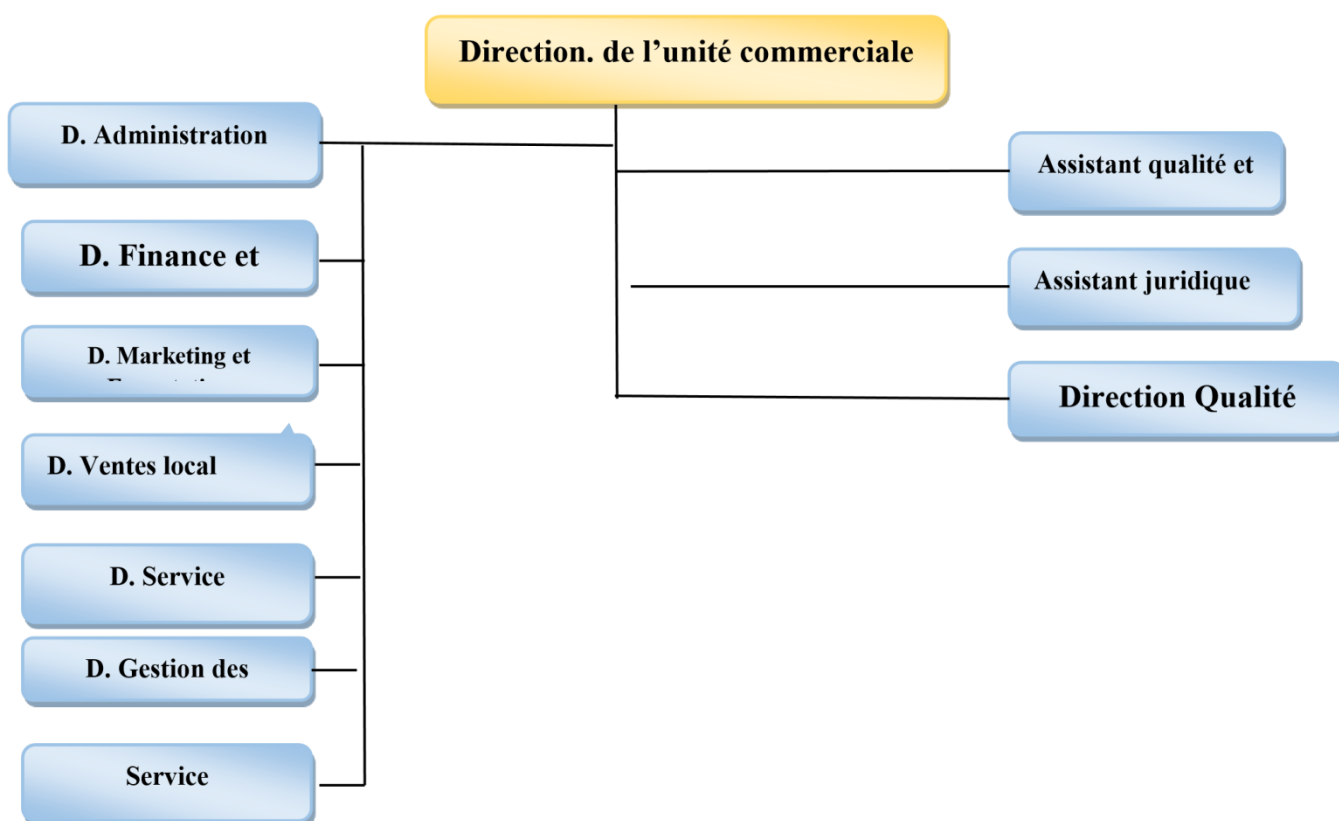 Direction. de l’unité commerciale
D. Administration
D. Finance et
D. Marketing et
D. Ventes local
D. Service
D. Gestion des
Service
Assistant qualité et
Assistant juridique
Direction Qualité